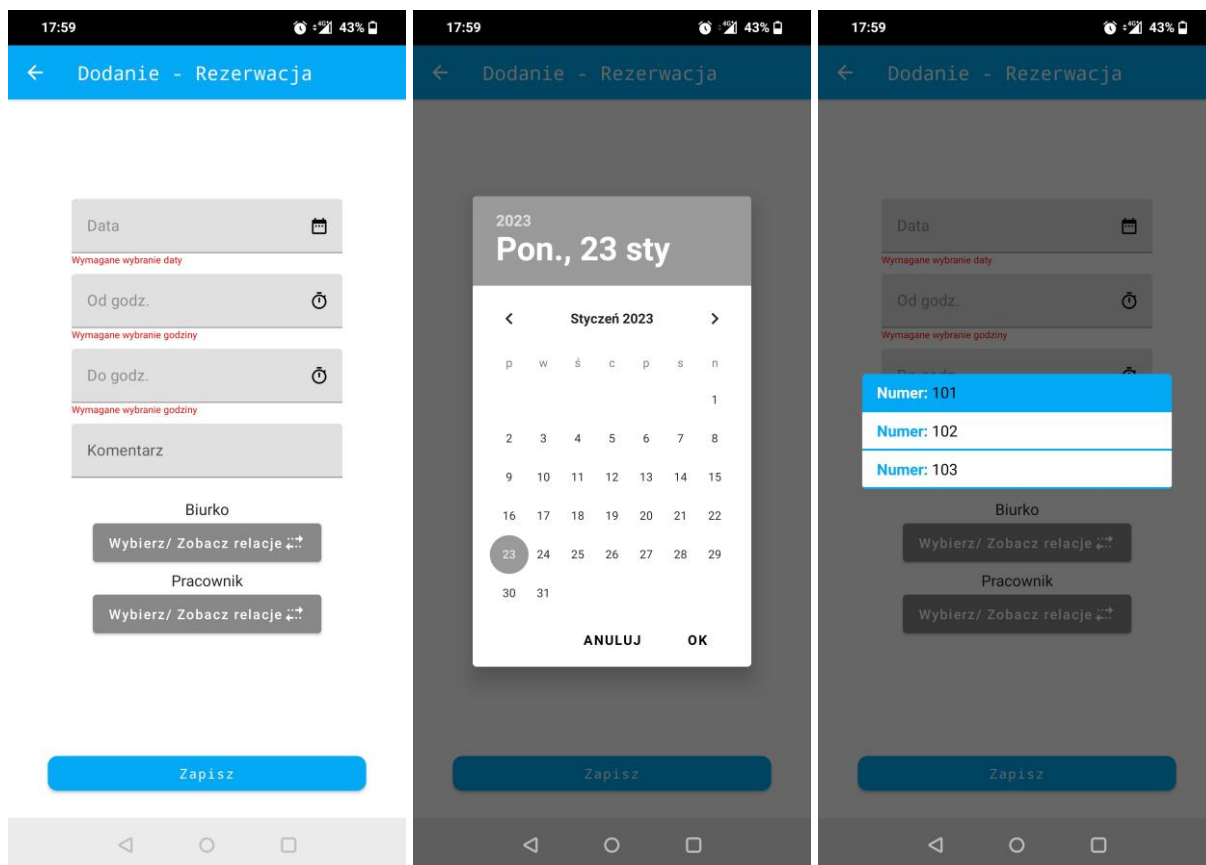 17:59 4G 43%
Dodanie - Rezerwacja
Data
Wymagane wybranie daty
Od godz.
Wymagane wybranie godziny
Do godz.
Wymagane wybranie godziny
Komentarz
Biurko
Wybierz/ Zobacz relacje
Pracownik
Wybierz/ Zobacz relacje
Zapisz
17:59 4G 43%
Dodanie - Rezerwacja
2023
Pon., 23 sty
Styczeń 2023
p w ś c p s n
1
2 3 4 5 6 7 8
9 10 11 12 13 14 15
16 17 18 19 20 21 22
23 24 25 26 27 28 29
30 31
ANULUJ OK
Zapisz
17:59 4G 43%
Dodanie - Rezerwacja
Data
Wymagane wybranie daty
Od godz.
Wymagane wybranie godziny
Do godz.
Numer: 101
Numer: 102
Numer: 103
Biurko
Wybierz/ Zobacz relacje
Pracownik
Wybierz/ Zobacz relacje
Zapisz